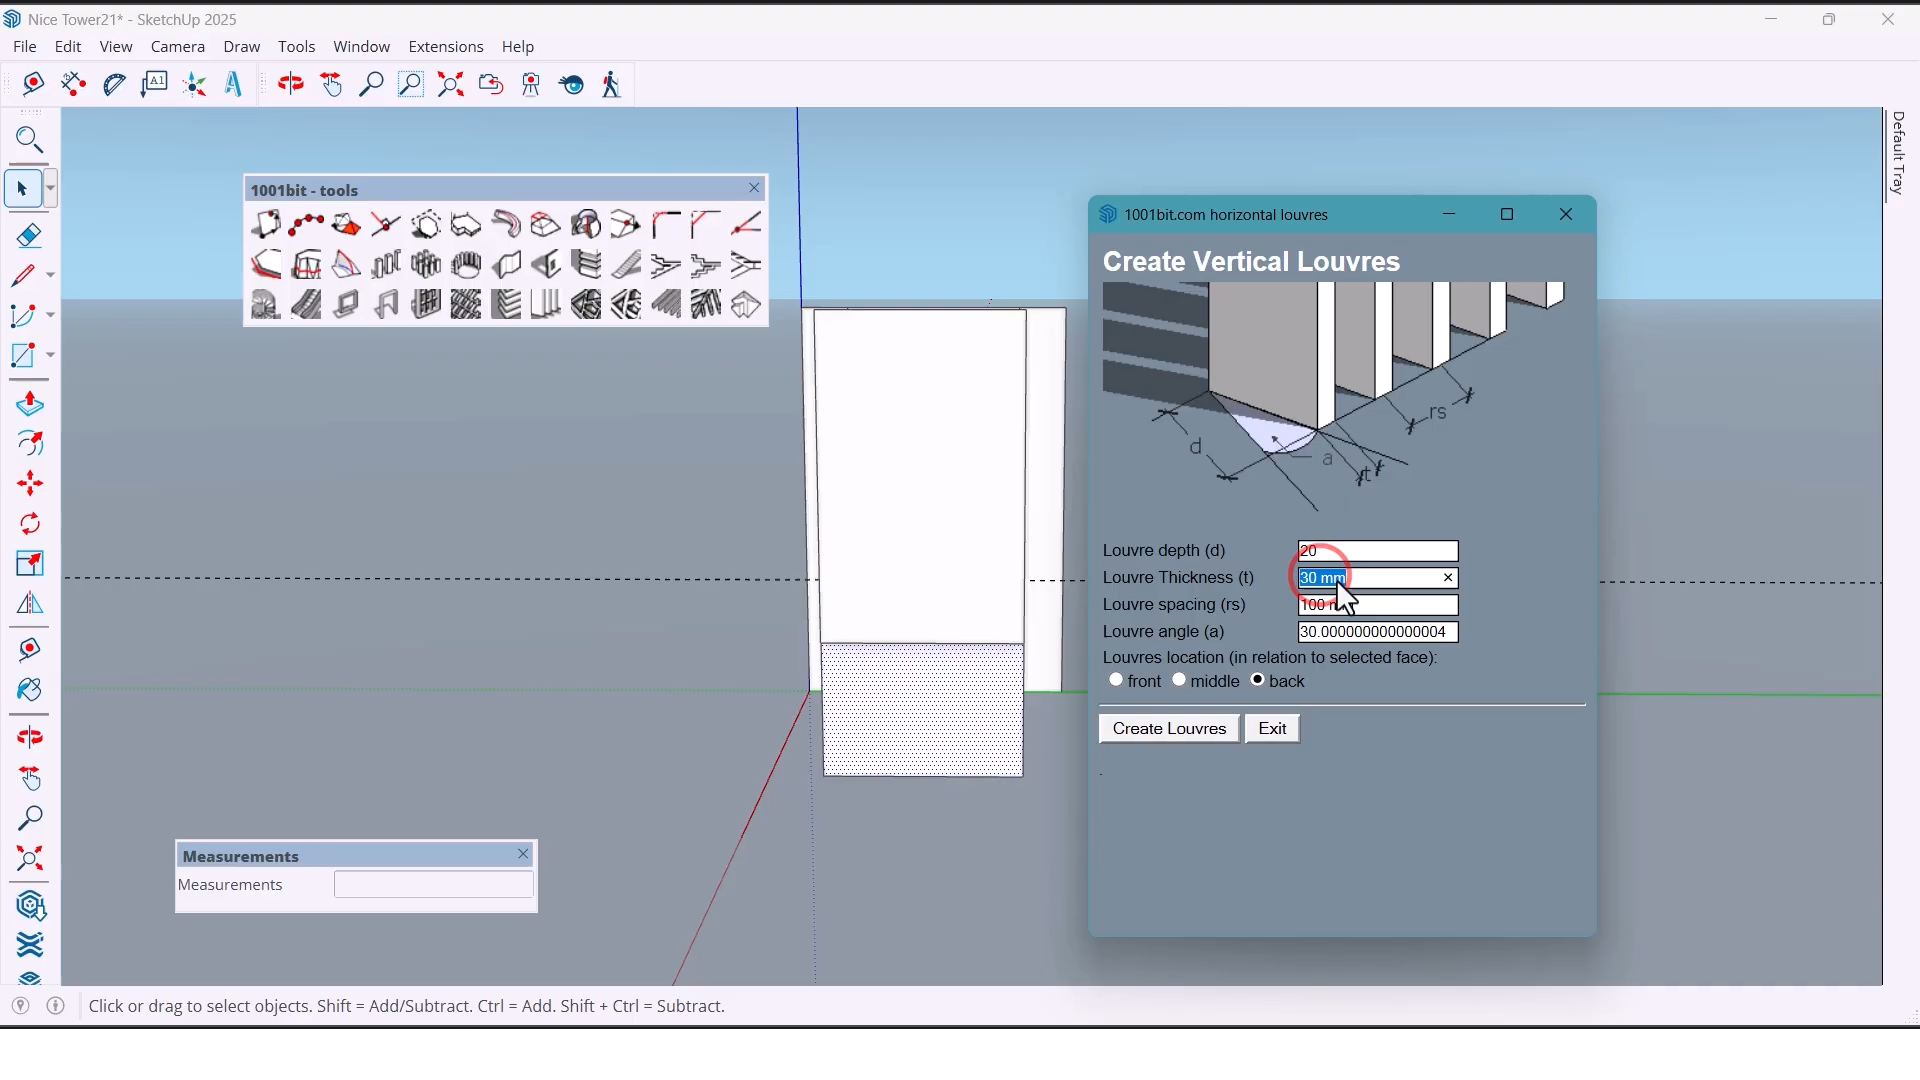 Nice Tower21* - SketchUp 2025
File Edit View Camera Draw Tools Window Extensions Help
A1
Default Tray
1001bit - tools
1001bit.com horizontal louvres
Create Vertical Louvres
rs
d
a
t
Louvre depth (d) 20
Louvre Thickness (t) 30 mm
Louvre spacing (rs) 100
Louvre angle (a) 30.000000000000004
Louvres location (in relation to selected face):
front middle back
Create Louvres Exit
.
Measurements
Measurements
Click or drag to select objects. Shift = Add/Subtract. Ctrl = Add. Shift + Ctrl = Subtract.